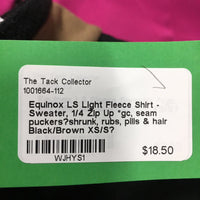 The Tack Collector
1001664-112
Equinox LS Light Fleece Shirt -
Sweater, 1/4 Zip Up *gc, seam
puckers?shrunk, rubs, pills & hair
Black/Brown XS/S?
WJHYS1
$18.50